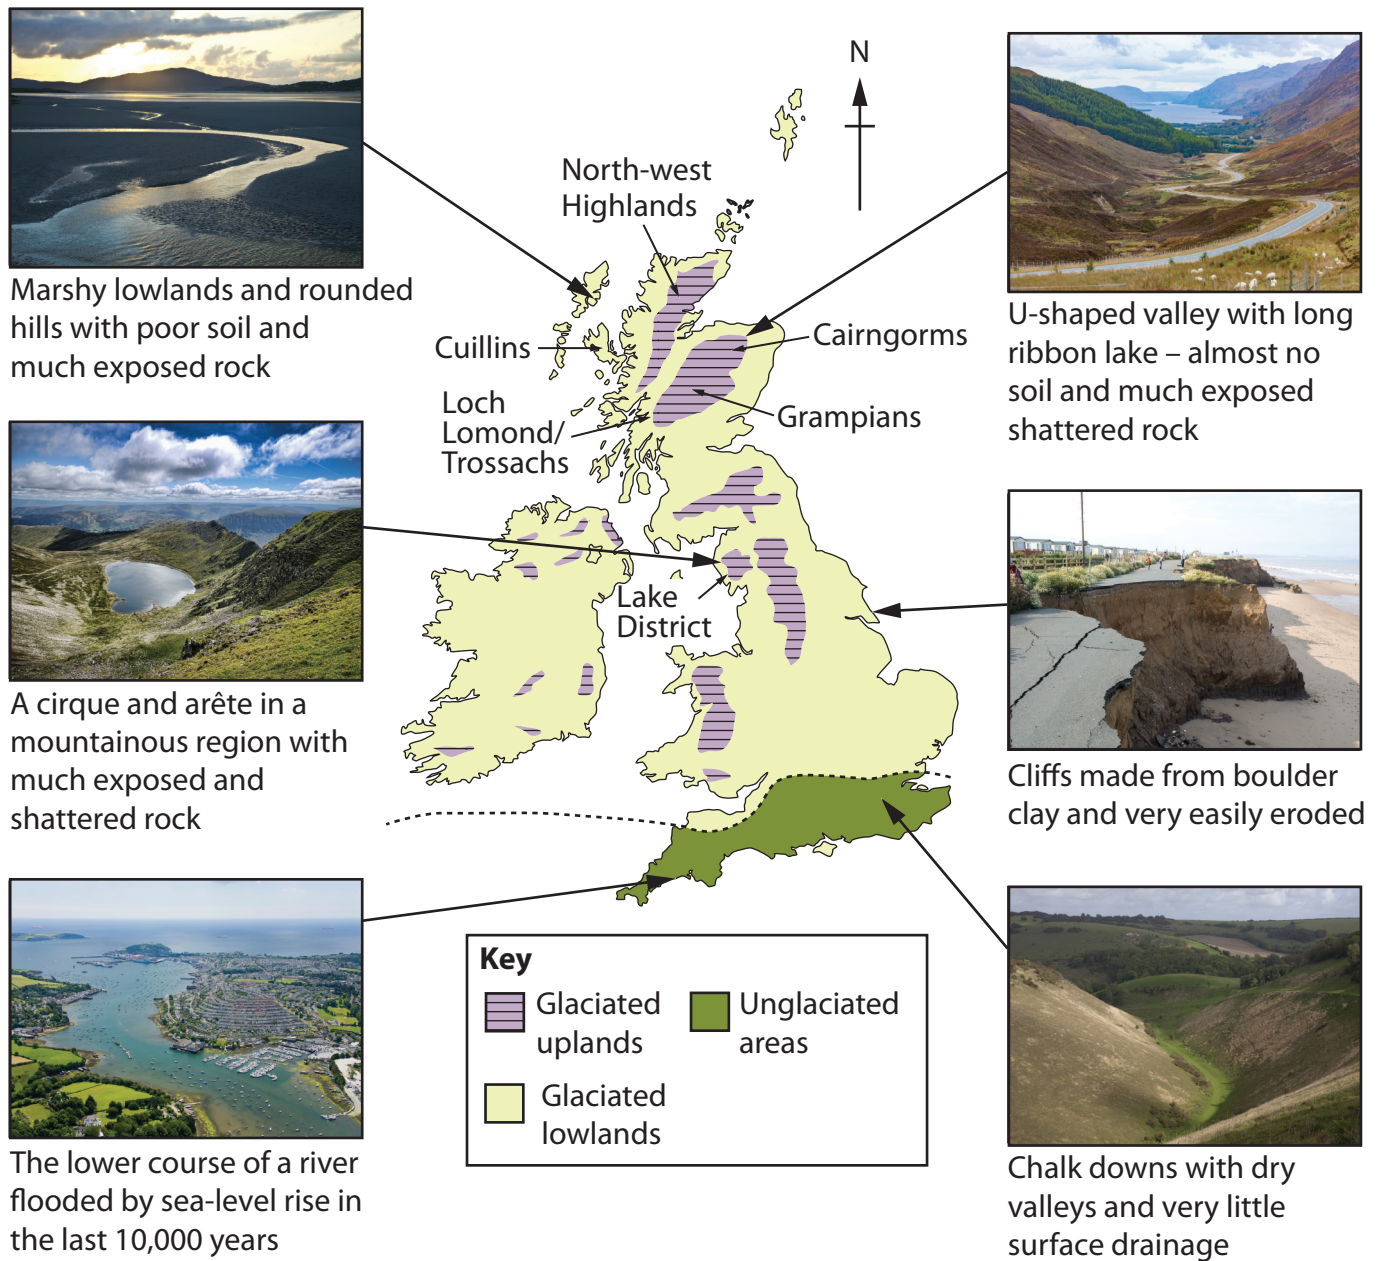 N
North-west
Highlands
Cuillins
Cairngorms
Loch
Lomond/
Trossachs
Grampians
Lake
District
Marshy lowlands and rounded
hills with poor soil and
much exposed rock
U-shaped valley with long
ribbon lake – almost no
soil and much exposed
shattered rock
A cirque and arête in a
mountainous region with
much exposed and
shattered rock
Cliffs made from boulder
clay and very easily eroded
The lower course of a river
flooded by sea-level rise in
the last 10,000 years
Key
Glaciated
uplands
Unglaciated
areas
Glaciated
lowlands
Chalk downs with dry
valleys and very little
surface drainage